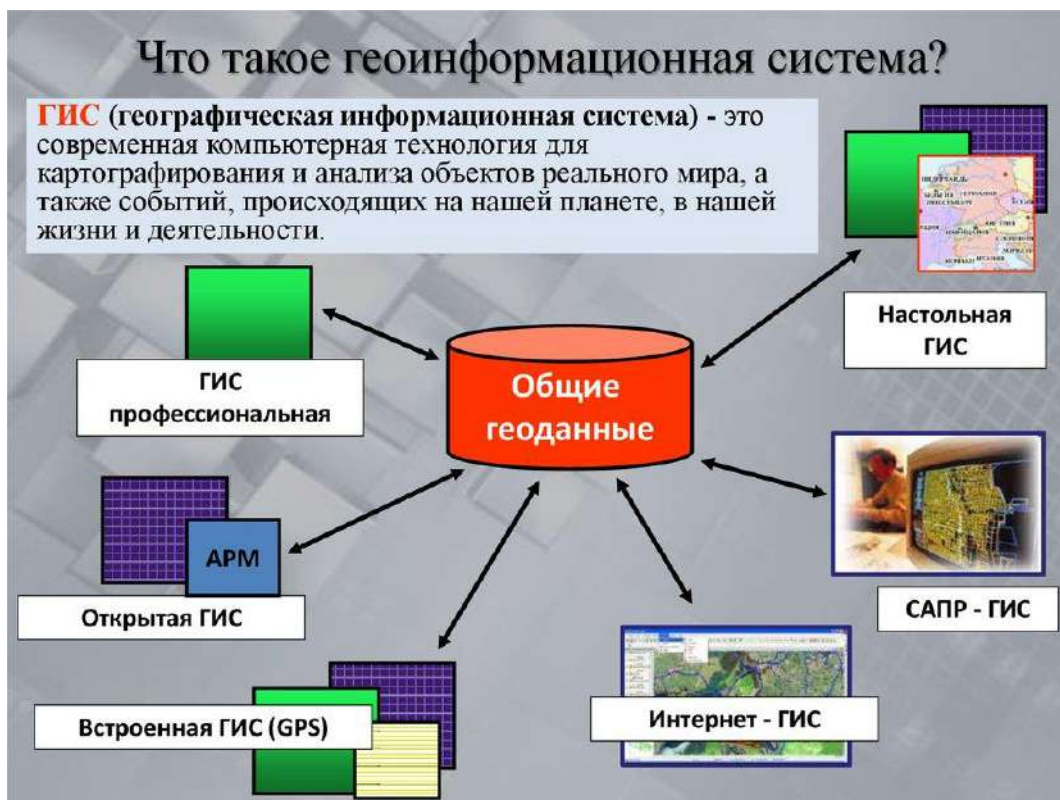 Что такое геоинформационная система?
ГИС (географическая информационная система) - это
современная компьютерная технология для
картографирования и анализа объектов реального мира, а
также событий, происходящих на нашей планете, в нашей
жизни и деятельности.
Настольная
ГИС
ГИС
профессиональная
Общие
геоданные
АРМ
Открытая ГИС
САПР - ГИС
Встроенная ГИС (GPS)
Интернет - ГИС